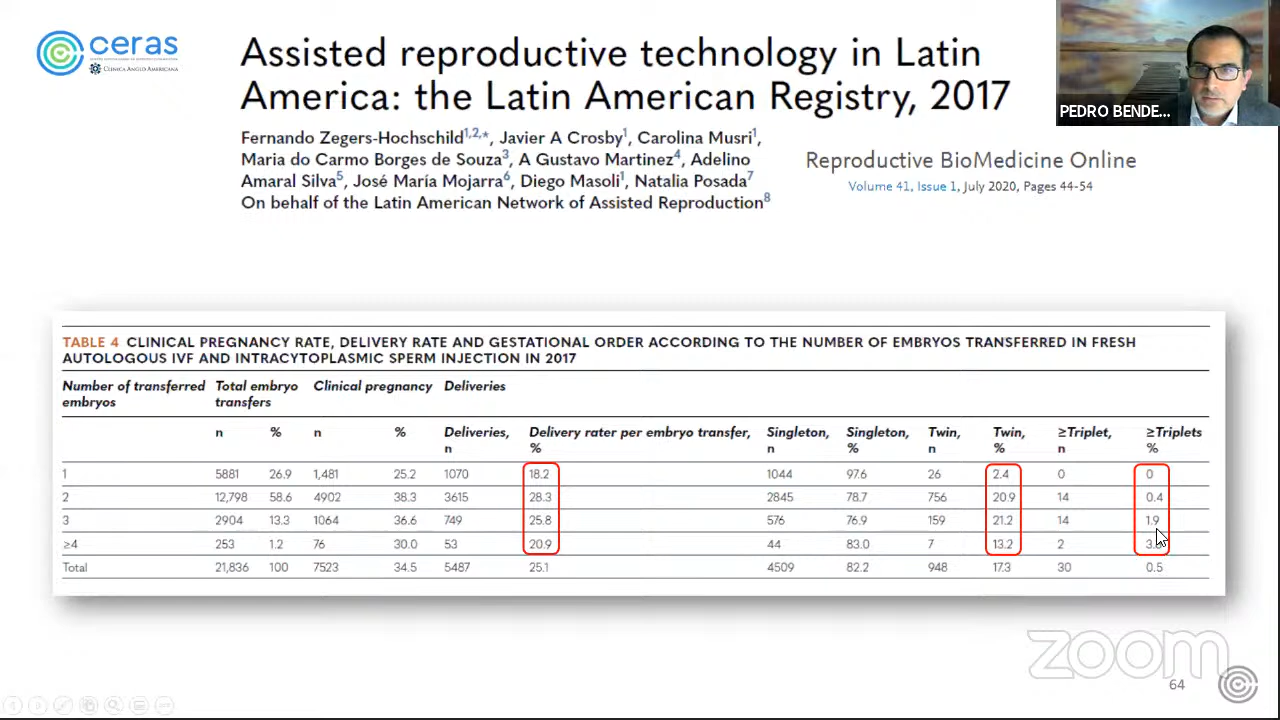 ceras
CLINICA ANGLO AMERICANA
Assisted reproductive technology in Latin
America: the Latin American Registry, 2017
PEDRO BENDE...
Fernando Zegers-Hochschild1,2,*, Javier A Crosby1, Carolina Musri1,
Maria do Carmo Borges de Souza3, A Gustavo Martinez4, Adelino
Amaral Silva5, José María Mojarra6, Diego Masoli1, Natalia Posada7
On behalf of the Latin American Network of Assisted Reproduction8
Reproductive BioMedicine Online
Volume 41, Issue 1, July 2020, Pages 44-54
TABLE 4 CLINICAL PREGNANCY RATE, DELIVERY RATE AND GESTATIONAL ORDER ACCORDING TO THE NUMBER OF EMBRYOS TRANSFERRED IN FRESH
AUTOLOGOUS IVF AND INTRACYTOPLASMIC SPERM INJECTION IN 2017
Number of transferred embryos Total embryo transfers Clinical pregnancy Deliveries
n % n % Deliveries, n Delivery rater per embryo transfer, % Singleton, n Singleton, % Twin, n Twin, % ≥Triplet, n ≥Triplets %
1 5881 26.9 1,481 25.2 1070 18.2 1044 97.6 26 2.4 0 0
2 12,798 58.6 4902 38.3 3615 28.3 2845 78.7 756 20.9 14 0.4
3 2904 13.3 1064 36.6 749 25.8 576 76.9 159 21.2 14 1.9
≥4 253 1.2 76 30.0 53 20.9 44 83.0 7 13.2 2
Total 21,836 100 7523 34.5 5487 25.1 4509 82.2 948 17.3 30 0.5
zoom
64